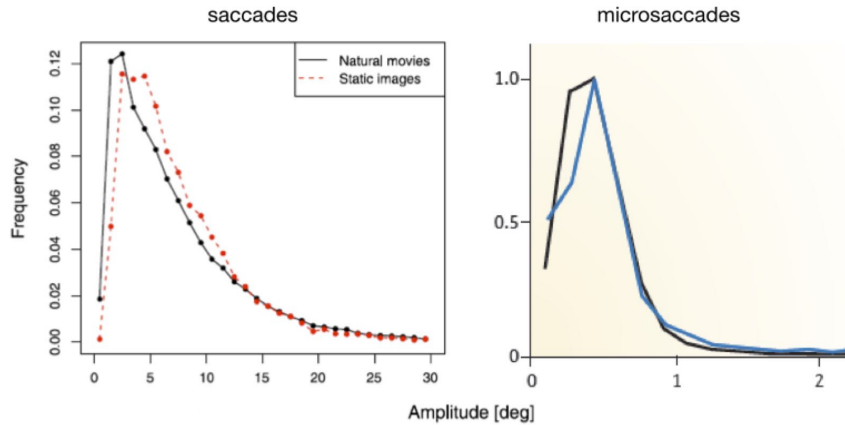 saccades
microsaccades
Natural movies
Static images
Frequency
0.00
0.02
0.04
0.06
0.08
0.10
0.12
0 5 10 15 20 25 30
1.0
0.5
0
0 1 2
Amplitude [deg]